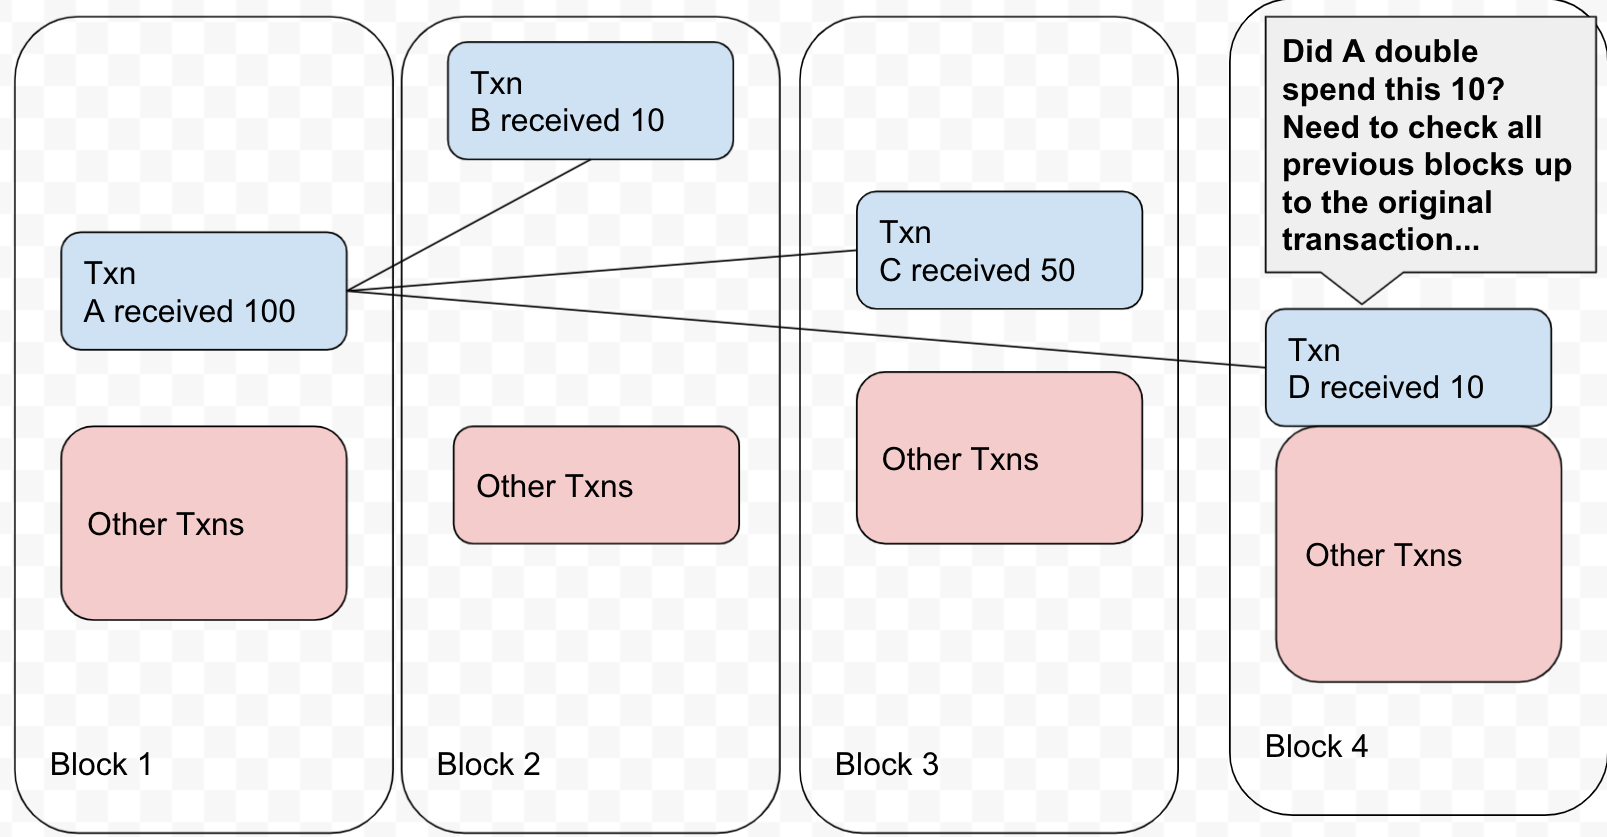 Txn
A received 100
Other Txns
Block 1
Txn
B received 10
Other Txns
Block 2
Txn
C received 50
Other Txns
Block 3
Did A double
spend this 10?
Need to check all
previous blocks up
to the original
transaction...
Txn
D received 10
Other Txns
Block 4